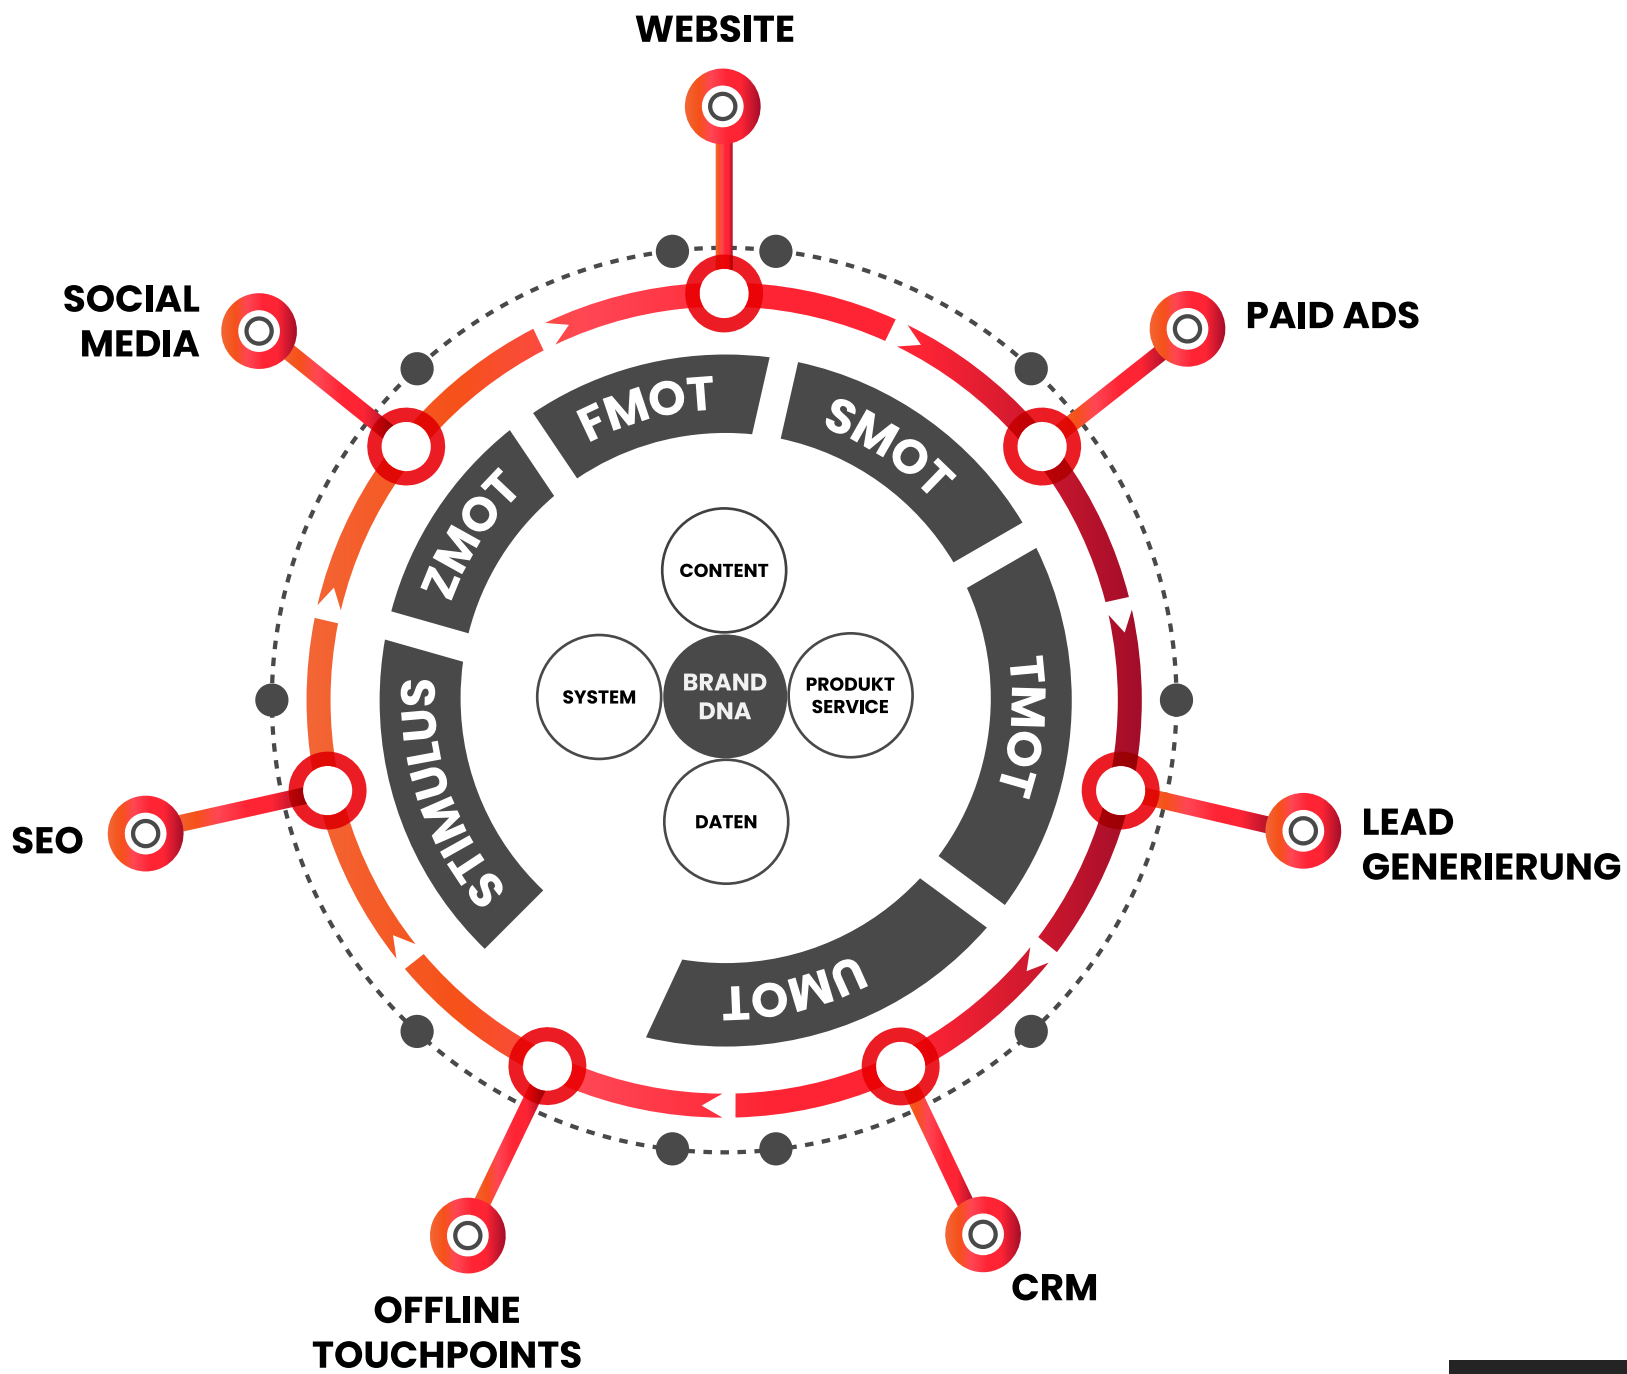 WEBSITE
SOCIAL
MEDIA
PAID ADS
FMOT
SMOT
ZMOT
TMOT
STIMULUS
UMOT
CONTENT
SYSTEM
BRAND
DNA
PRODUKT
SERVICE
DATEN
SEO
LEAD
GENERIERUNG
CRM
OFFLINE
TOUCHPOINTS